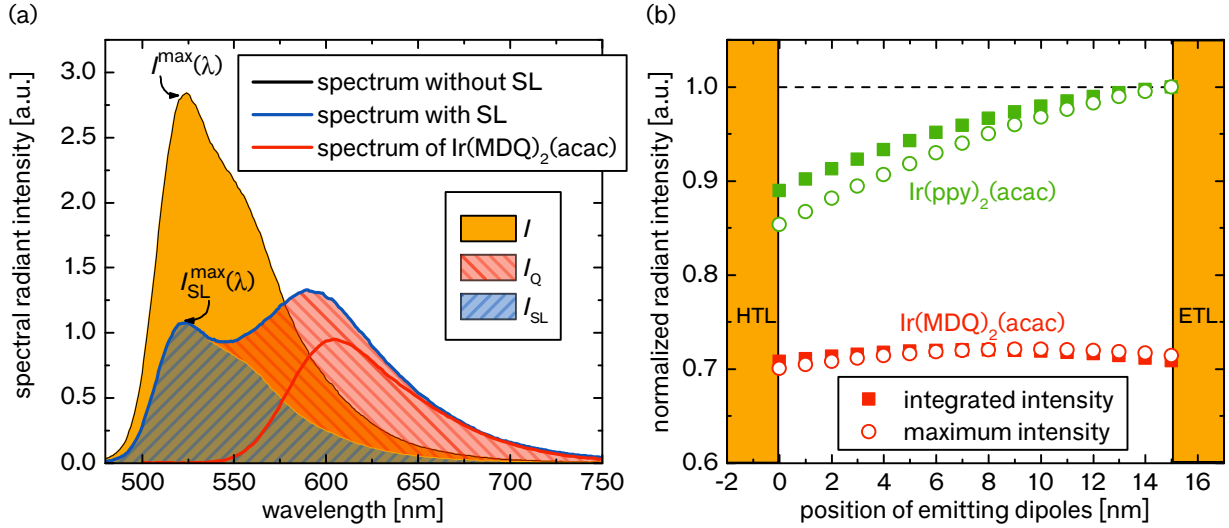 (a)
I^max(λ)
I_SL^max(λ)
spectrum without SL
spectrum with SL
spectrum of Ir(MDQ)₂(acac)
I
I_Q
I_SL
spectral radiant intensity [a.u.]
3.0
2.5
2.0
1.5
1.0
0.5
0.0
500 550 600 650 700 750
wavelength [nm]
(b)
normalized radiant intensity [a.u.]
1.0
0.9
0.8
0.7
0.6
Ir(ppy)₂(acac)
HTL
ETL
Ir(MDQ)₂(acac)
integrated intensity
maximum intensity
-2 0 2 4 6 8 10 12 14 16
position of emitting dipoles [nm]